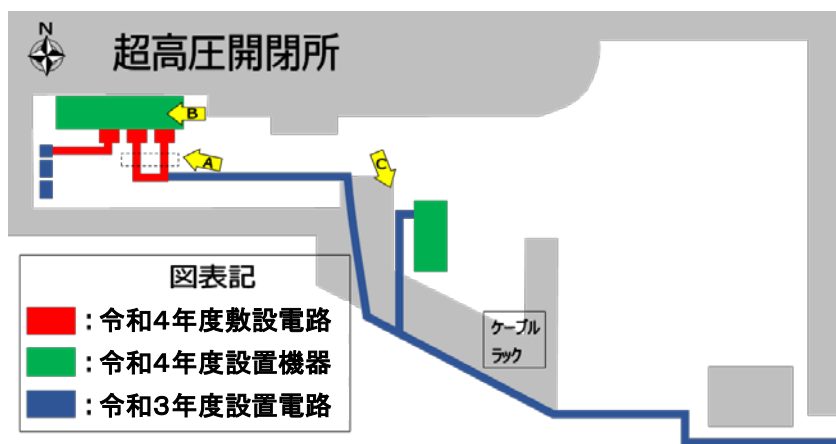 N
超高圧開閉所
B
A
C
図表記
：令和４年度敷設電路
：令和４年度設置機器
：令和３年度設置電路
ケーブル
ラック